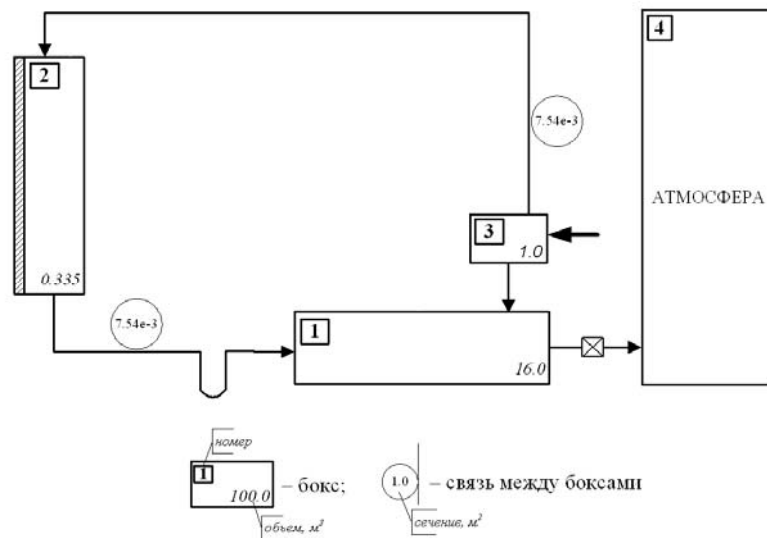 2
0.335
7.54e-3
3
1.0
4
АТМОСФЕРА
7.54e-3
1
16.0
номер
1
100.0
– бокс;
объем, м³
1.0
– связь между боксами
сечение, м²